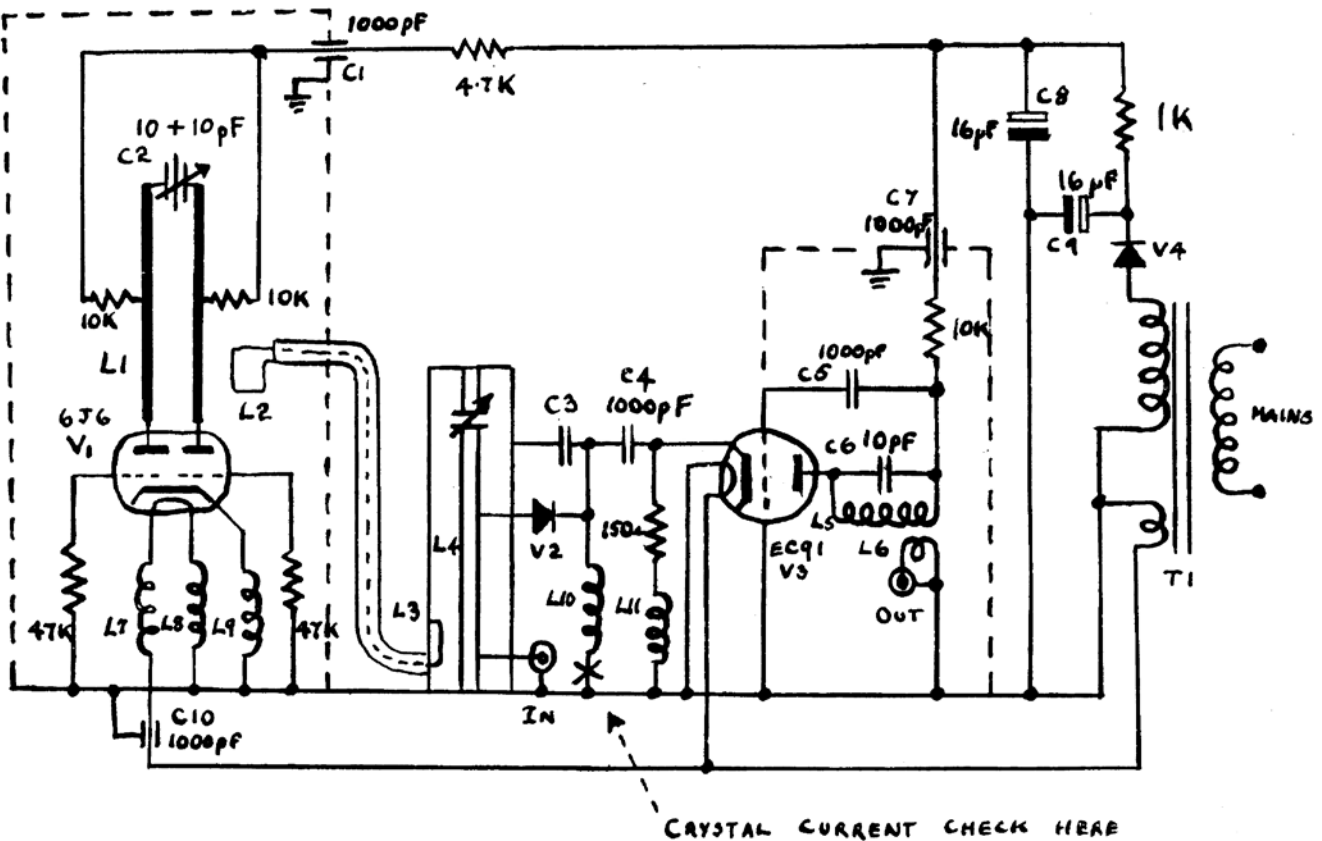 1000pF
C1
4.7K
10 + 10pF
C2
C8
16µF
1K
16µF
C9
C7
1000pF
V4
10K
10K
10K
L1
L2
6J6
V1
1000pF
C5
C3
C4
1000pF
C6 10pF
MAINS
L4
V2
150Ω
L5
L6
EC91
V3
T1
OUT
L3
L10
L11
47K
L7
L8
L9
47K
IN
C10
1000pF
CRYSTAL CURRENT CHECK HERE